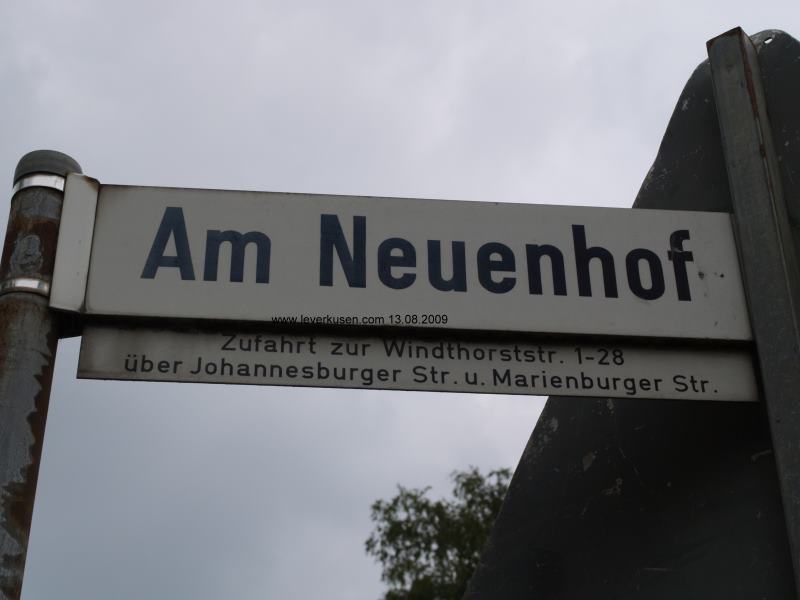 Am Neuenhof
www.leverkusen.com 13.08.2009
Zufahrt zur Windthorststr. 1-28
über Johannesburger Str. u. Marienburger Str.